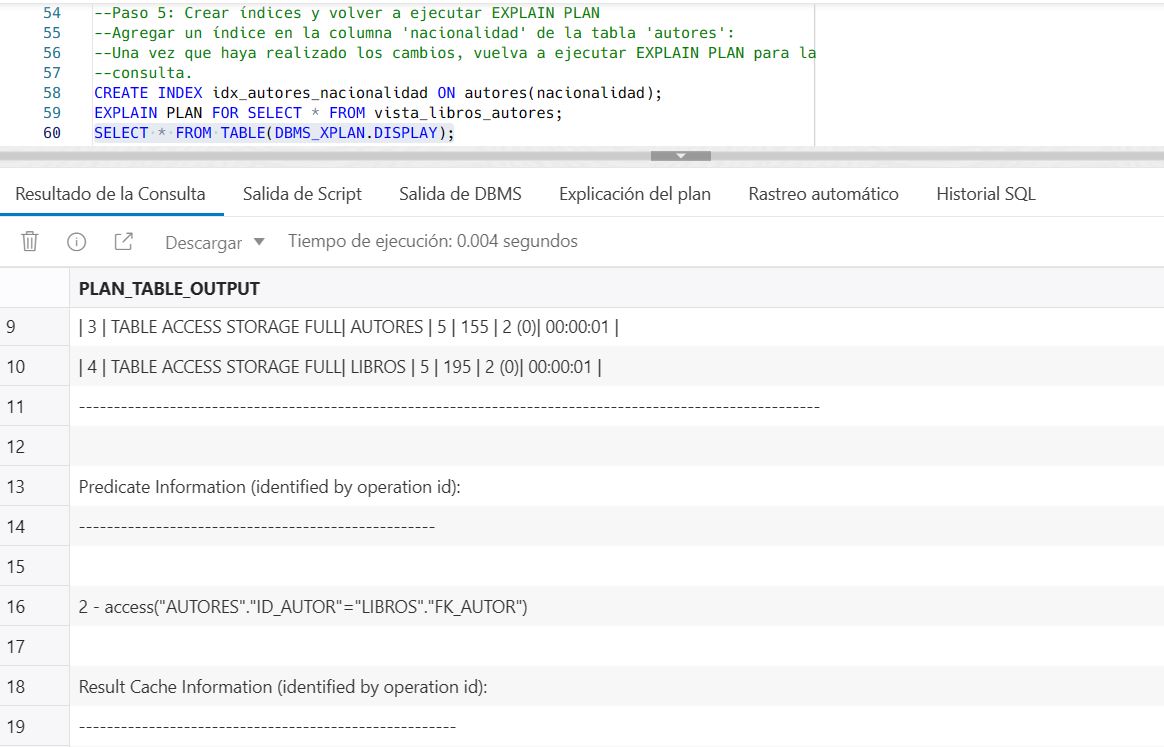 54 --Paso 5: Crear índices y volver a ejecutar EXPLAIN PLAN
55 --Agregar un índice en la columna 'nacionalidad' de la tabla 'autores':
56 --Una vez que haya realizado los cambios, vuelva a ejecutar EXPLAIN PLAN para la
57 --consulta.
58 CREATE INDEX idx_autores_nacionalidad ON autores(nacionalidad);
59 EXPLAIN PLAN FOR SELECT * FROM vista_libros_autores;
60 SELECT * FROM TABLE(DBMS_XPLAN.DISPLAY);
Resultado de la Consulta Salida de Script Salida de DBMS Explicación del plan Rastreo automático Historial SQL
Descargar Tiempo de ejecución: 0.004 segundos
PLAN_TABLE_OUTPUT
9 | 3 | TABLE ACCESS STORAGE FULL| AUTORES | 5 | 155 | 2 (0)| 00:00:01 |
10 | 4 | TABLE ACCESS STORAGE FULL| LIBROS | 5 | 195 | 2 (0)| 00:00:01 |
11 ----------------------------------------------------------------------------------------------------------
12
13 Predicate Information (identified by operation id):
14 ---------------------------------------------------
15
16 2 - access("AUTORES"."ID_AUTOR"="LIBROS"."FK_AUTOR")
17
18 Result Cache Information (identified by operation id):
19 ------------------------------------------------------